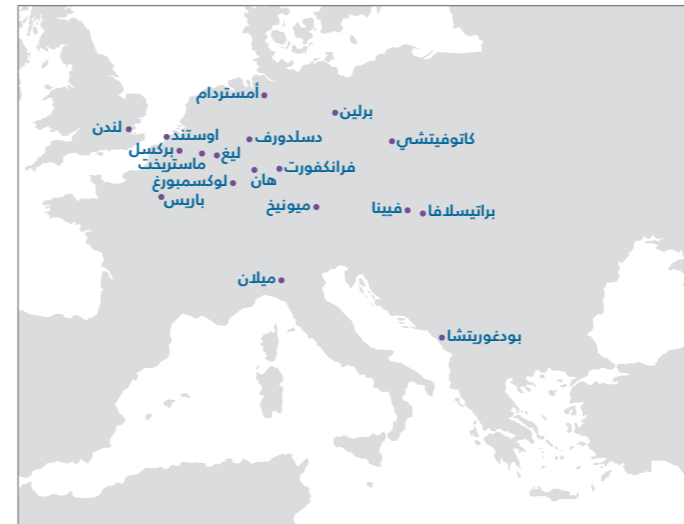 أمستردام
برلين
لندن
اوستند
دسلدورف
كاتوفيتشي
بركسل
ماستريخت
ليغ
فرانكفورت
هان
لوكسمبورغ
باريس
ميونيخ
فيينا
براتيسلافا
ميلان
بودغوريتشا